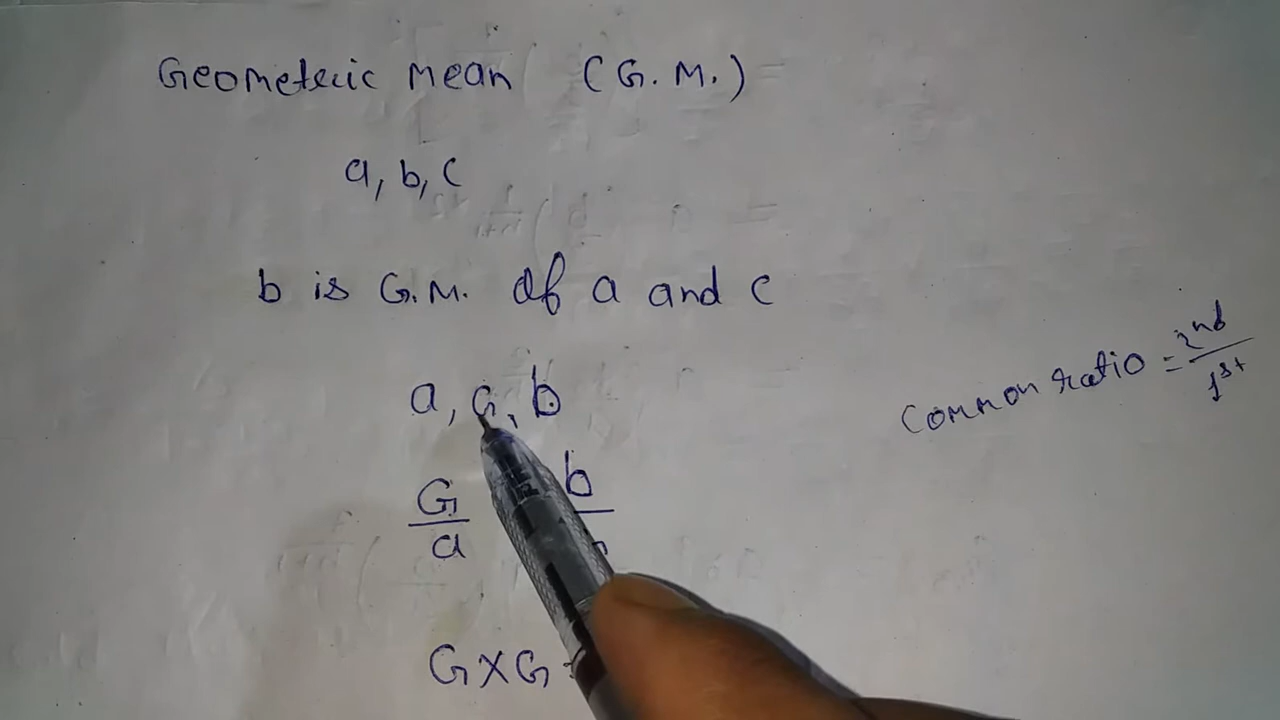 Geometric mean (G.M.) =
a, b, c
b is G.M. of a and c
a, G, b
Common ratio = 2nd / 1st
G / a b
G × G